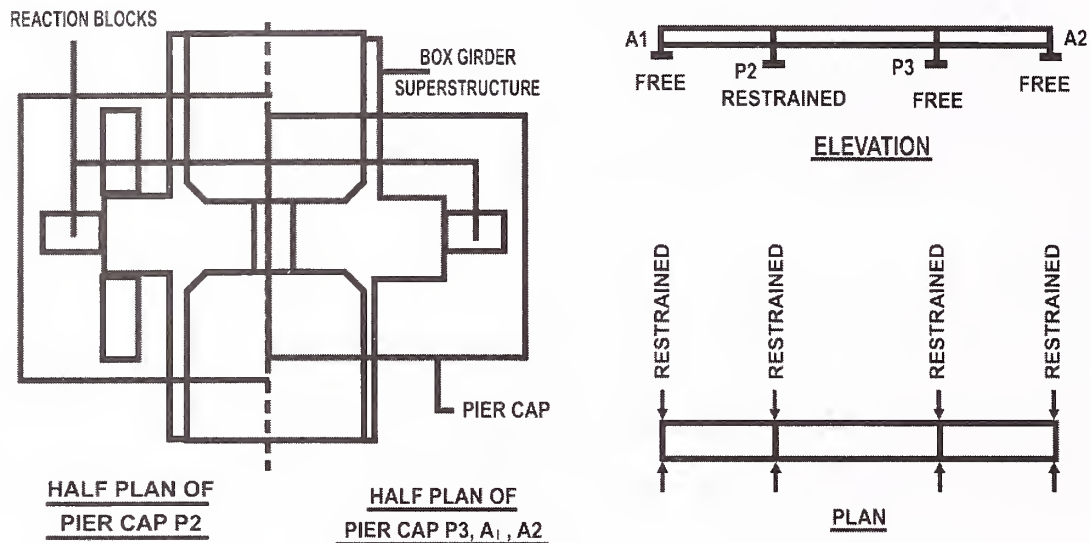 REACTION BLOCKS
BOX GIRDER
SUPERSTRUCTURE
PIER CAP
HALF PLAN OF
PIER CAP P2
HALF PLAN OF
PIER CAP P3, A1, A2
A1
A2
FREE
P2
RESTRAINED
P3
FREE
FREE
ELEVATION
RESTRAINED
RESTRAINED
RESTRAINED
RESTRAINED
PLAN